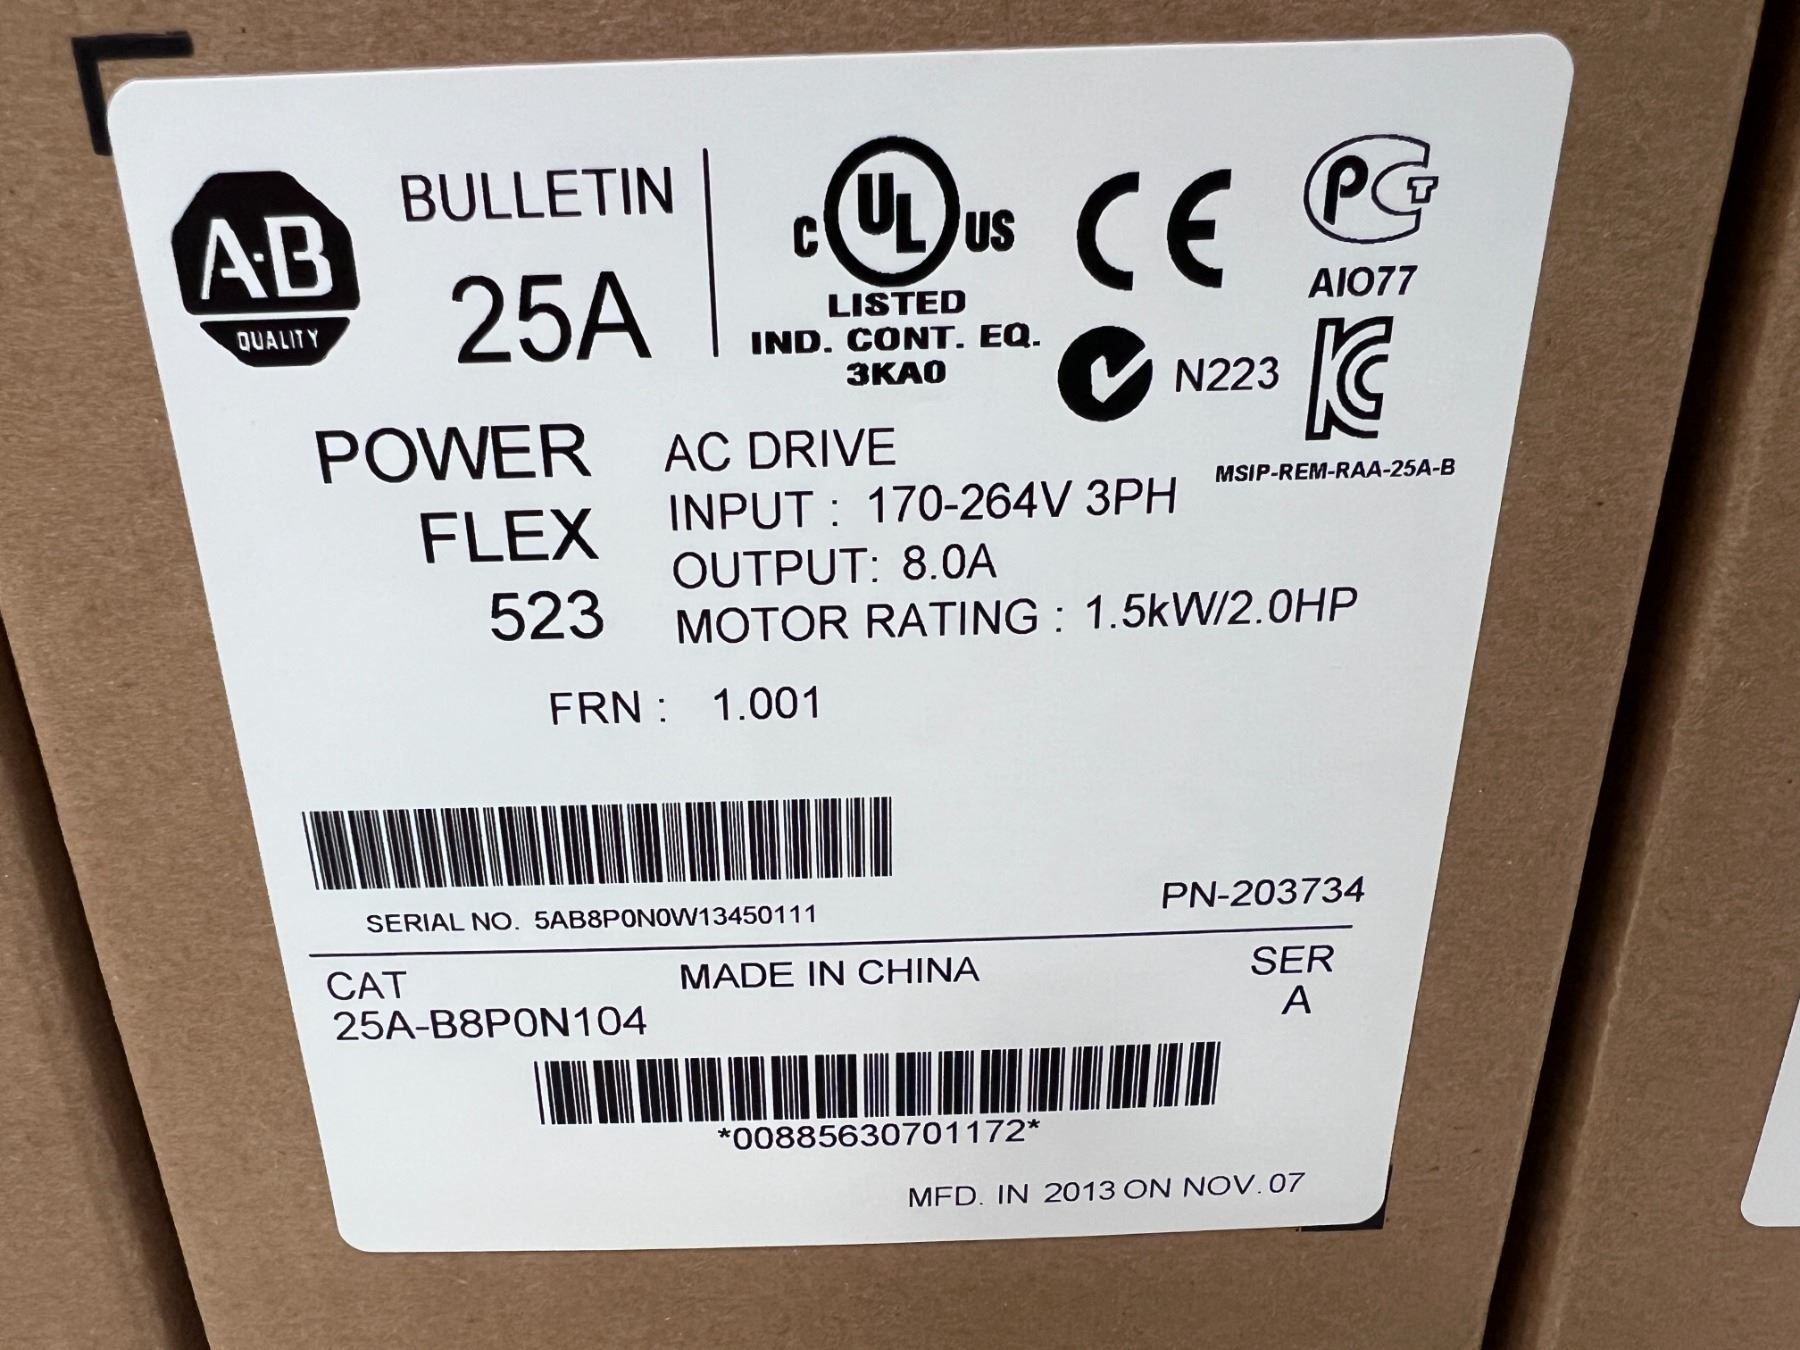 A-B
QUALITY
BULLETIN
25A
C UL US
LISTED
IND. CONT. EQ.
3KA0
CE
PCT
AIO77
N223
KC
MSIP-REM-RAA-25A-B
POWER
FLEX
523
AC DRIVE
INPUT : 170-264V 3PH
OUTPUT: 8.0A
MOTOR RATING : 1.5kW/2.0HP
FRN : 1.001
SERIAL NO. 5AB8P0N0W13450111
PN-203734
CAT
25A-B8P0N104
MADE IN CHINA
SER
A
*00885630701172*
MFD. IN 2013 ON NOV. 07